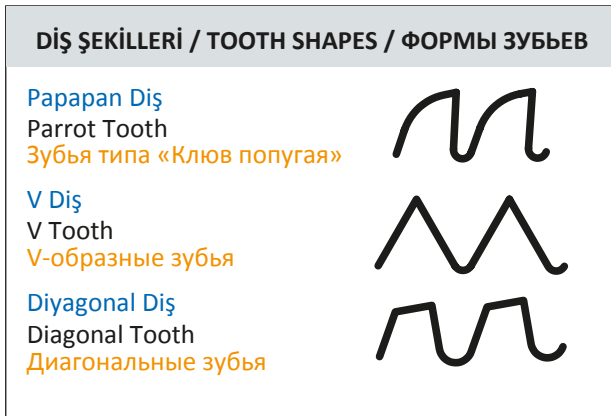 DİŞ ŞEKİLLERİ / TOOTH SHAPES / ФОРМЫ ЗУБЬЕВ
Papapan Diş
Parrot Tooth
Зубья типа «Клюв попугая»
V Diş
V Tooth
V-образные зубья
Diyagonal Diş
Diagonal Tooth
Диагональные зубья